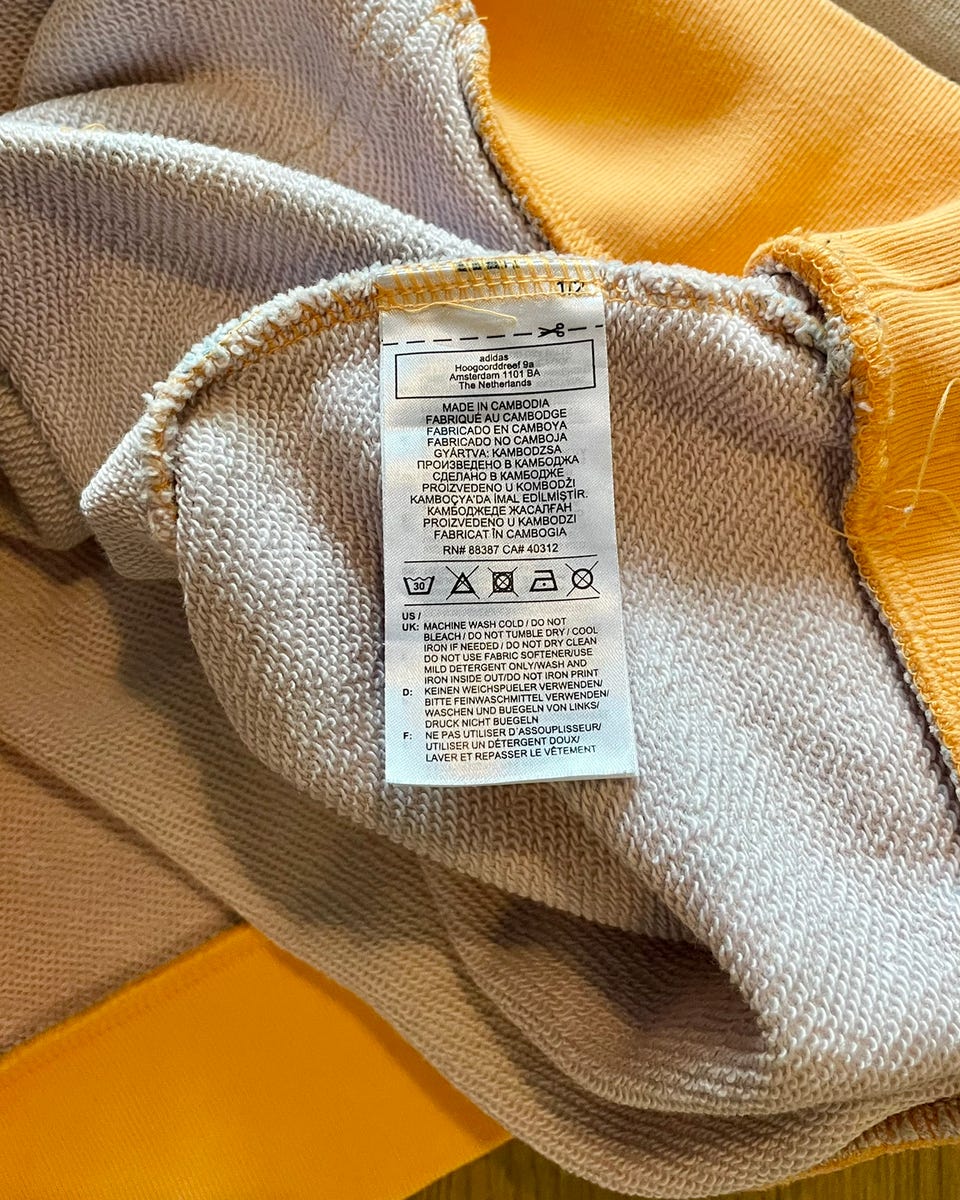 1/2
adidas
Hoogoorddreef 9a
Amsterdam 1101 BA
The Netherlands
MADE IN CAMBODIA
FABRIQUÉ AU CAMBODGE
FABRICADO EN CAMBOYA
FABRICADO NO CAMBOJA
GYÁRTVA: KAMBODZSA
ПРОИЗВЕДЕНО В КАМБОДЖА
СДЕЛАНО В КАМБОДЖЕ
PROIZVEDENO U KOMBODŽI
KAMBOÇYA'DA İMAL EDİLMİŞTİR.
КАМБОДЖЕДЕ ЖАСАЛҒАН
PROIZVEDENO U KAMBODZI
FABRICAT ÎN CAMBOGIA
RN# 88387 CA# 40312
30
US /
UK: MACHINE WASH COLD / DO NOT
BLEACH / DO NOT TUMBLE DRY / COOL
IRON IF NEEDED / DO NOT DRY CLEAN
DO NOT USE FABRIC SOFTENER/USE
MILD DETERGENT ONLY/WASH AND
IRON INSIDE OUT/DO NOT IRON PRINT
D: KEINEN WEICHSPUELER VERWENDEN/
BITTE FEINWASCHMITTEL VERWENDEN/
WASCHEN UND BUEGELN VON LINKS/
DRUCK NICHT BUEGELN
F: NE PAS UTILISER D'ASSOUPLISSEUR/
UTILISER UN DÉTERGENT DOUX/
LAVER ET REPASSER LE VÊTEMENT